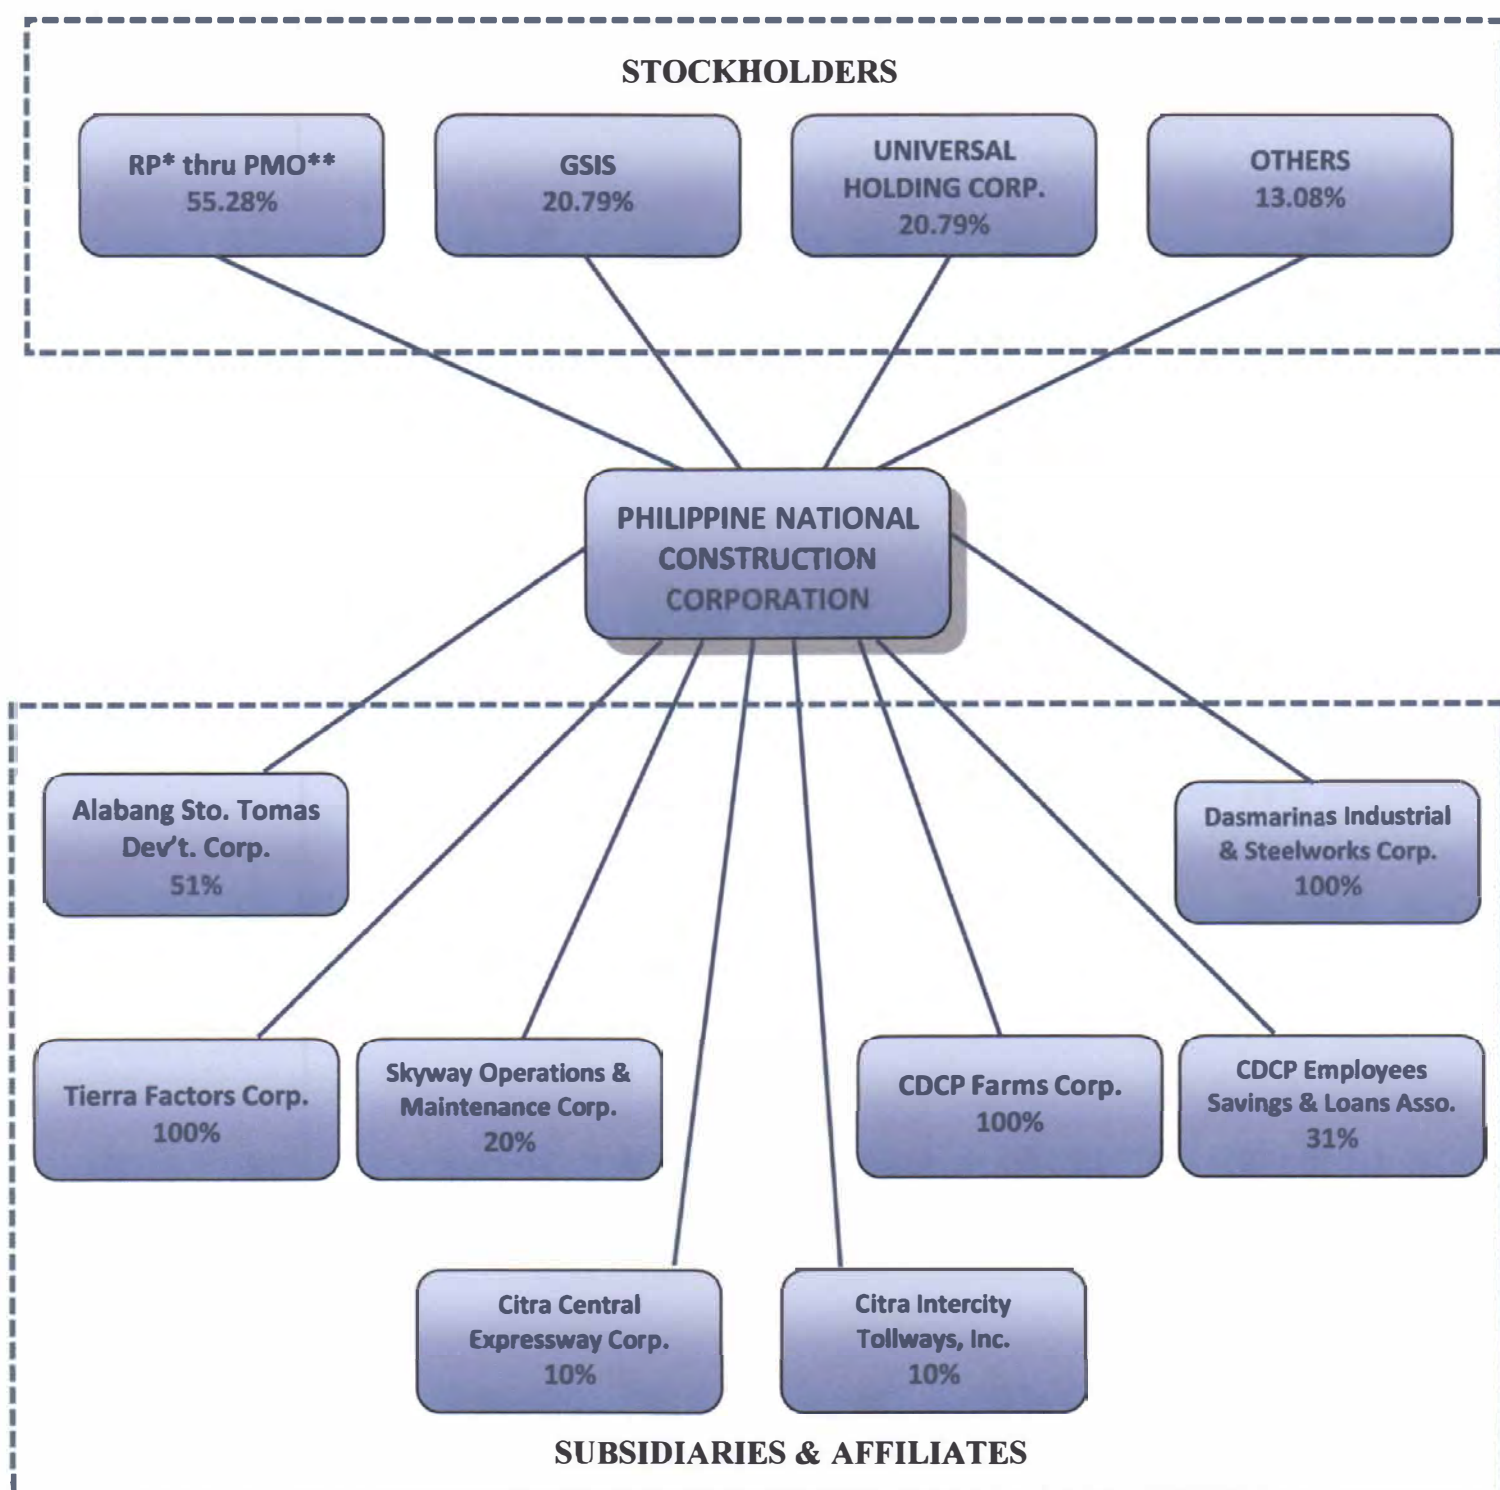 STOCKHOLDERS
RP* thru PMO**
55.28%
GSIS
20.79%
UNIVERSAL
HOLDING CORP.
20.79%
OTHERS
13.08%
PHILIPPINE NATIONAL
CONSTRUCTION
CORPORATION
Alabang Sto. Tomas
Dev't. Corp.
51%
Dasmarinas Industrial
& Steelworks Corp.
100%
Tierra Factors Corp.
100%
Skyway Operations &
Maintenance Corp.
20%
CDCP Farms Corp.
100%
CDCP Employees
Savings & Loans Asso.
31%
Citra Central
Expressway Corp.
10%
Citra Intercity
Tollways, Inc.
10%
SUBSIDIARIES & AFFILIATES